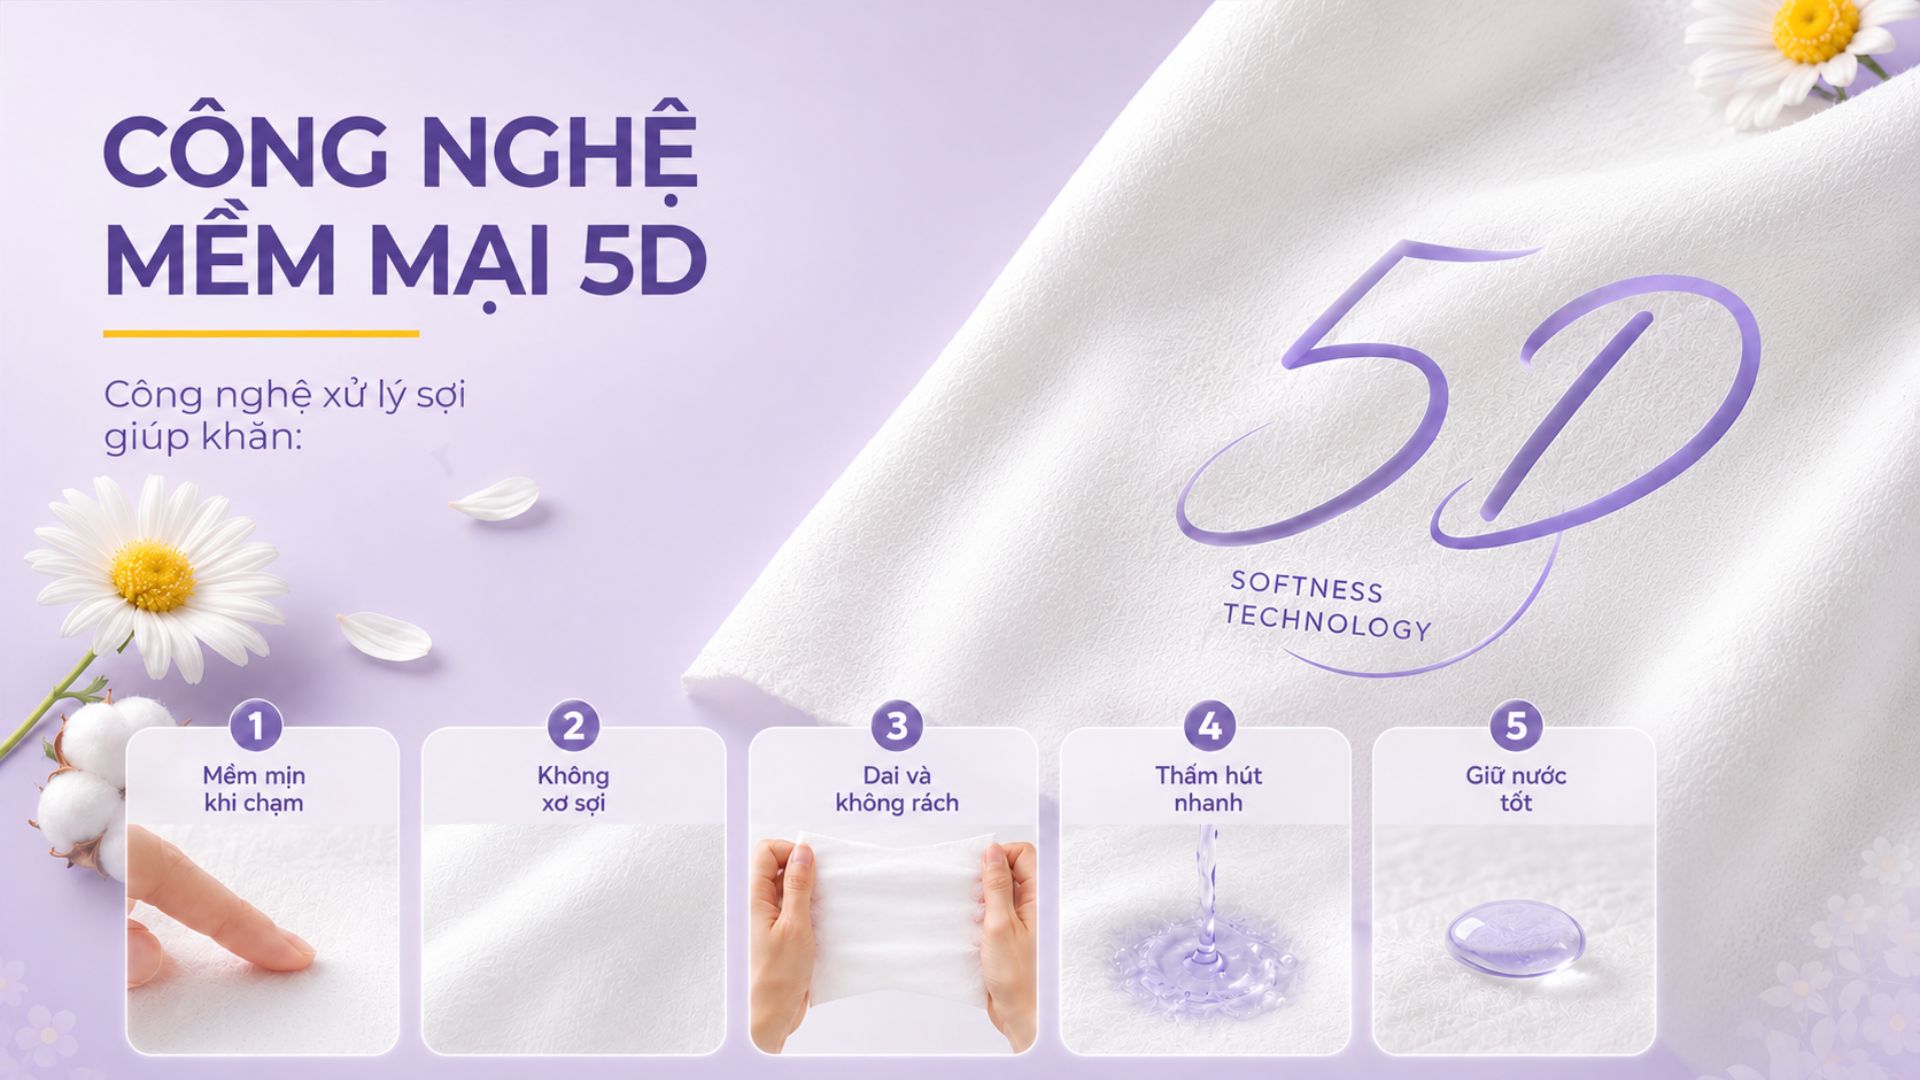 CÔNG NGHỆ
MỀM MẠI 5D
Công nghệ xử lý sợi
giúp khăn:
5D
SOFTNESS
TECHNOLOGY
1
Mềm mịn
khi chạm
2
Không
xơ sợi
3
Dai và
không rách
4
Thấm hút
nhanh
5
Giữ nước
tốt